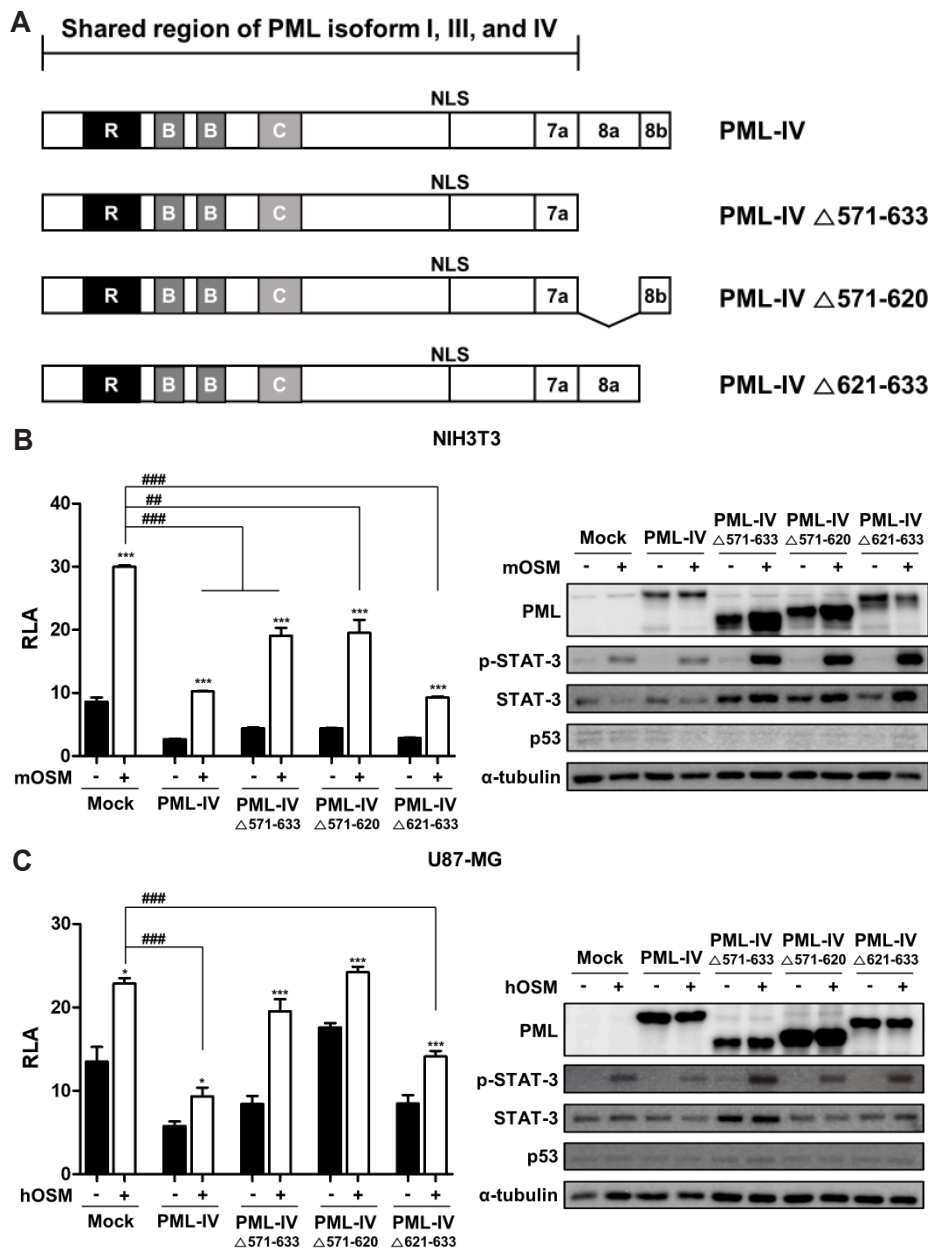 A
Shared region of PML isoform I, III, and IV
NLS
R B B C 7a 8a 8b PML-IV
NLS
R B B C 7a PML-IV △571-633
NLS
R B B C 7a 8b PML-IV △571-620
NLS
R B B C 7a 8a PML-IV △621-633
B
NIH3T3
###
##
###
40
30
20
10
0
RLA
*** *** *** *** ***
- + - + - + - + - +
mOSM
Mock PML-IV PML-IV PML-IV PML-IV
△571-633 △571-620 △621-633
Mock PML-IV PML-IV PML-IV PML-IV
△571-633 △571-620 △621-633
mOSM - + - + - + - + - +
PML
p-STAT-3
STAT-3
p53
α-tubulin
C
U87-MG
###
###
30
20
10
0
RLA
* * *** *** ***
- + - + - + - + - +
hOSM
Mock PML-IV PML-IV PML-IV PML-IV
△571-633 △571-620 △621-633
Mock PML-IV PML-IV PML-IV PML-IV
△571-633 △571-620 △621-633
hOSM - + - + - + - + - +
PML
p-STAT-3
STAT-3
p53
α-tubulin